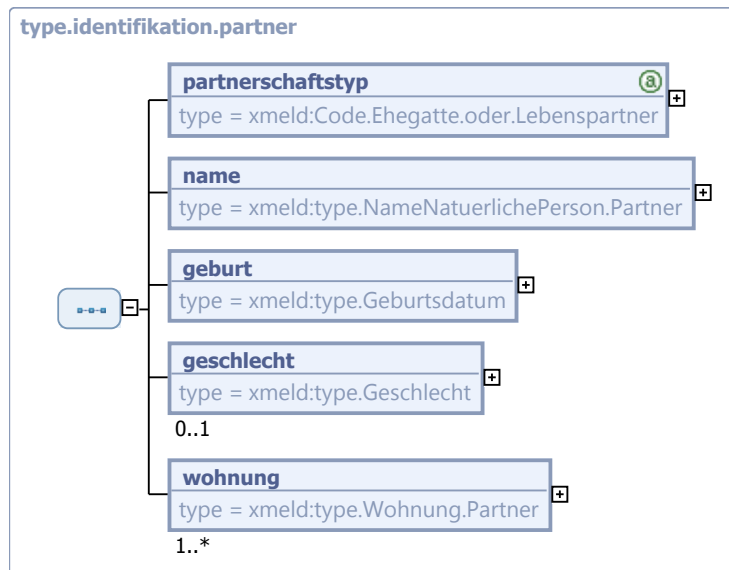 type.identifikation.partner
partnerschaftstyp
type = xmeld:Code.Ehegatte.oder.Lebenspartner
name
type = xmeld:type.NameNatuerlichePerson.Partner
geburt
type = xmeld:type.Geburtsdatum
geschlecht
type = xmeld:type.Geschlecht
0..1
wohnung
type = xmeld:type.Wohnung.Partner
1..*